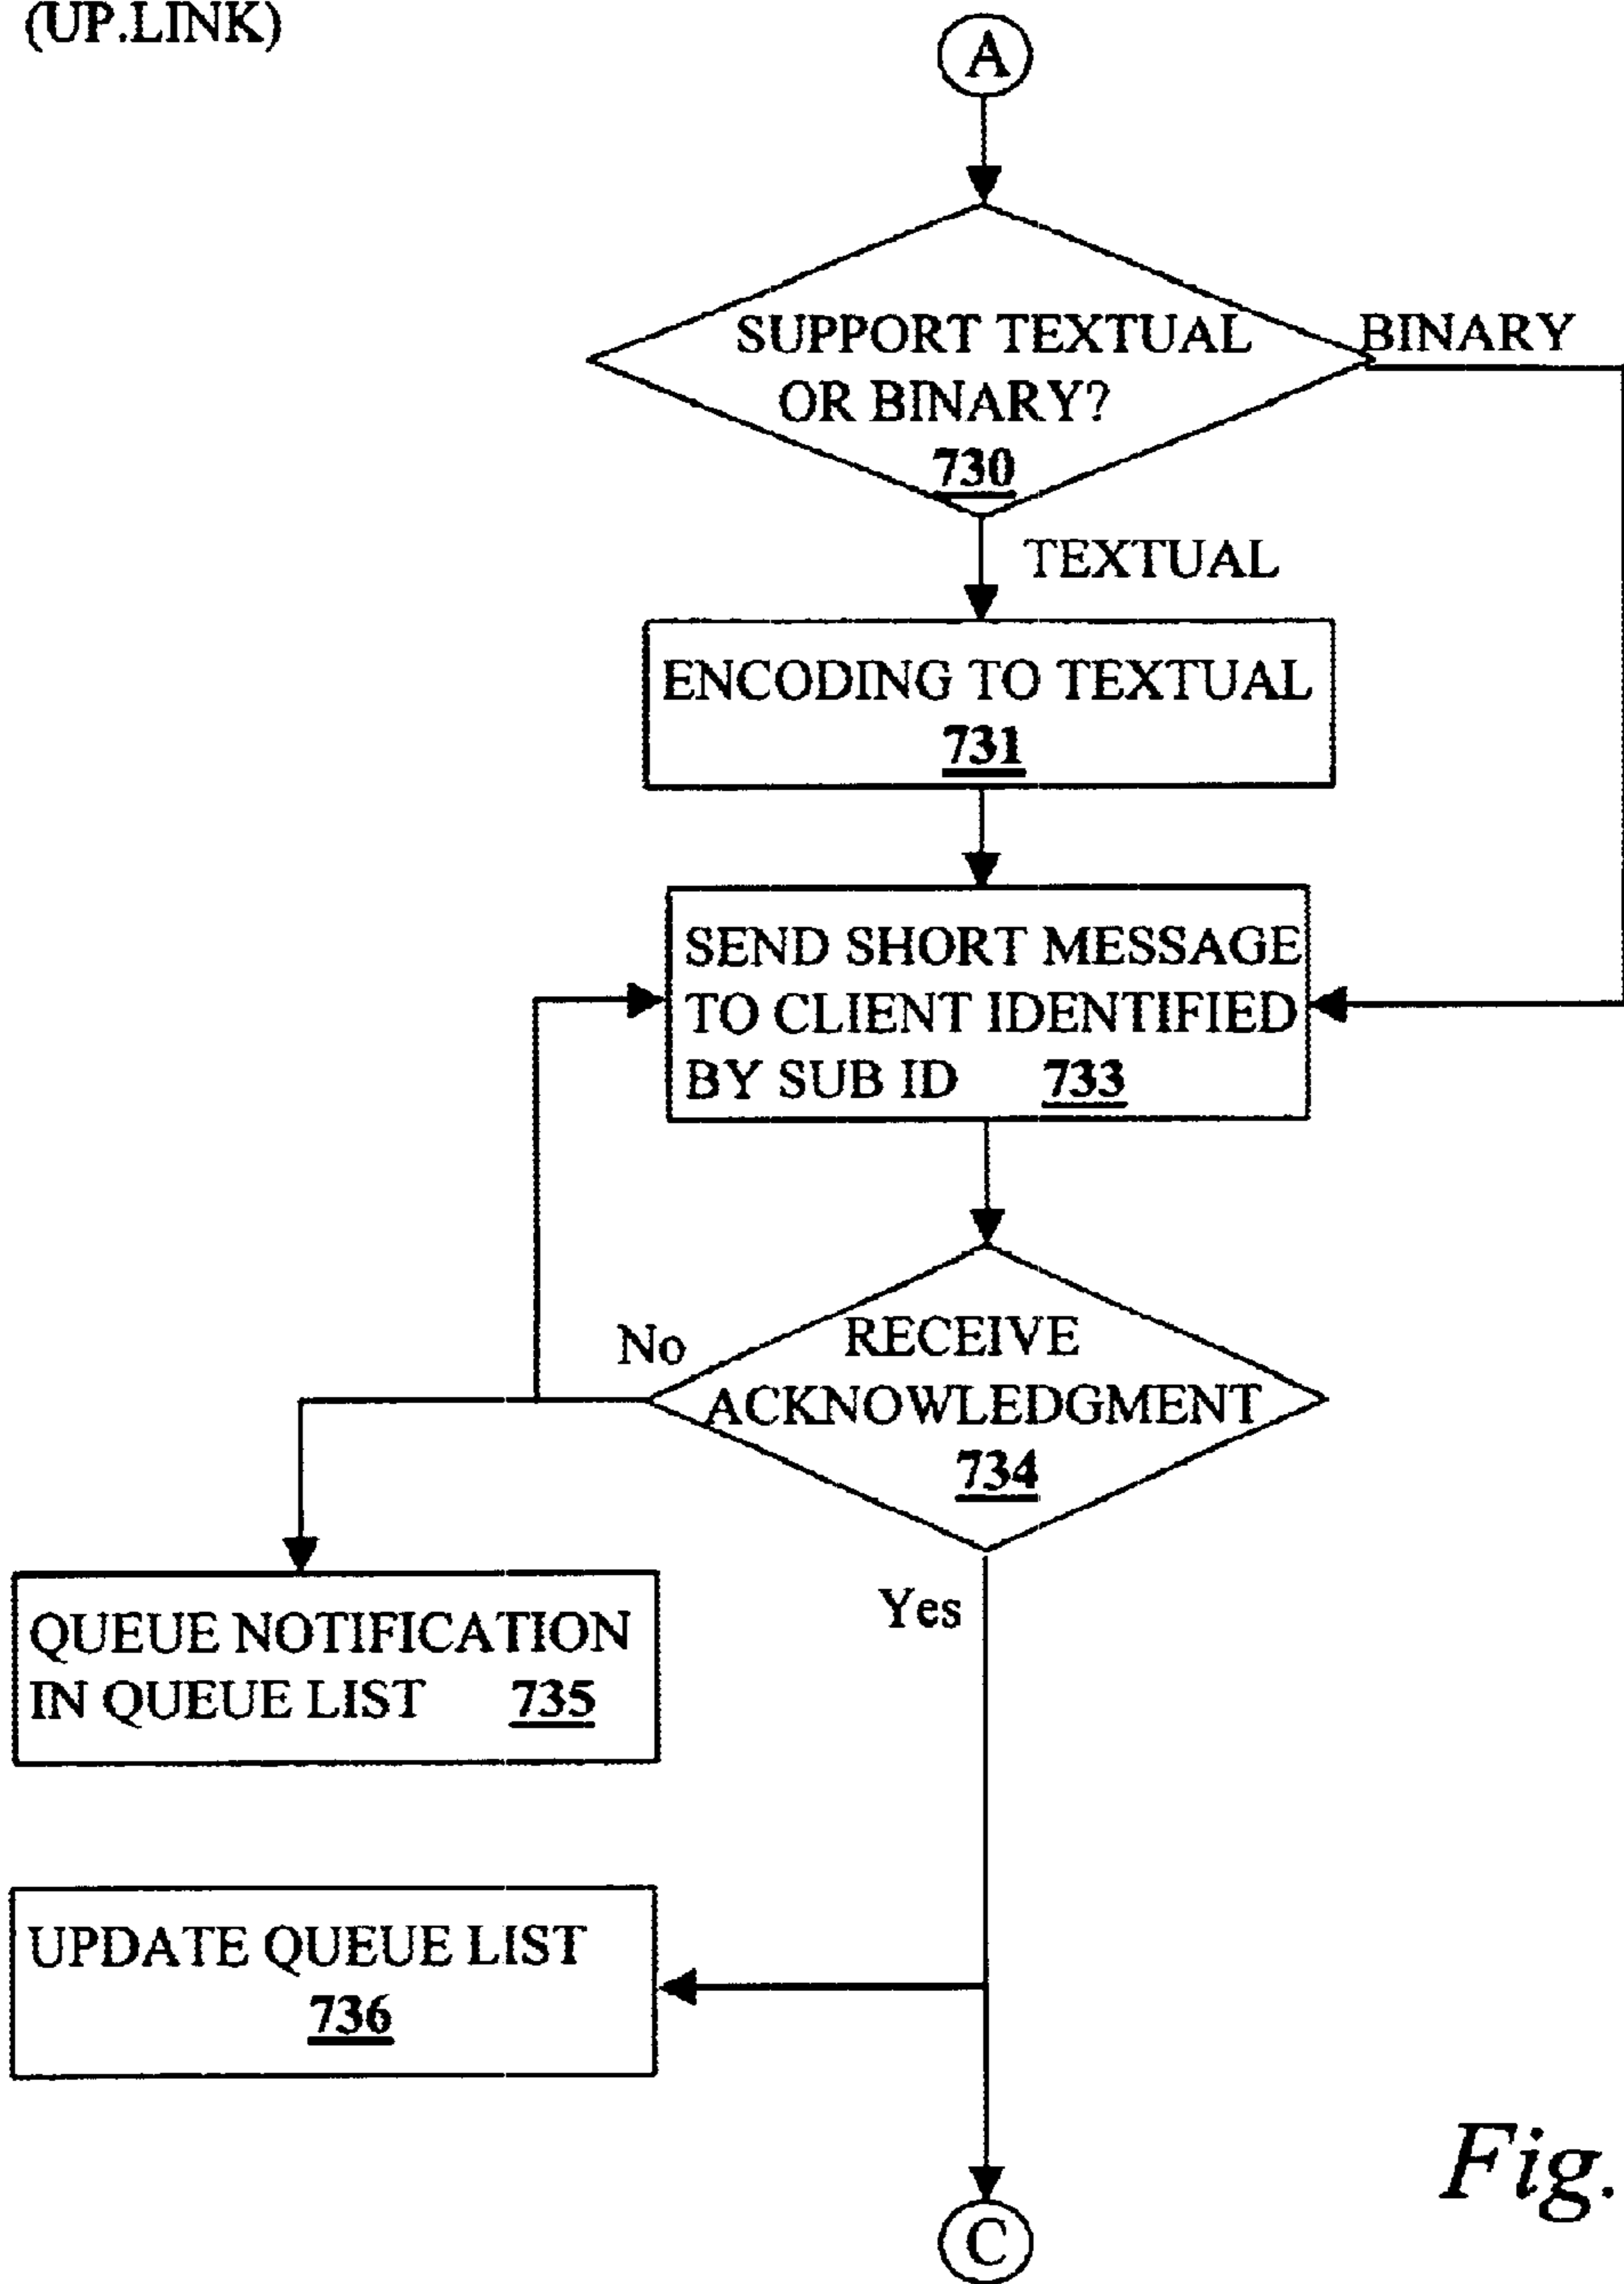 (UP.LINK)
A
SUPPORT TEXTUAL
OR BINARY?
730
BINARY
TEXTUAL
ENCODING TO TEXTUAL
731
SEND SHORT MESSAGE
TO CLIENT IDENTIFIED
BY SUB ID 733
No
RECEIVE
ACKNOWLEDGMENT
734
Yes
QUEUE NOTIFICATION
IN QUEUE LIST 735
UPDATE QUEUE LIST
736
Fig.
C